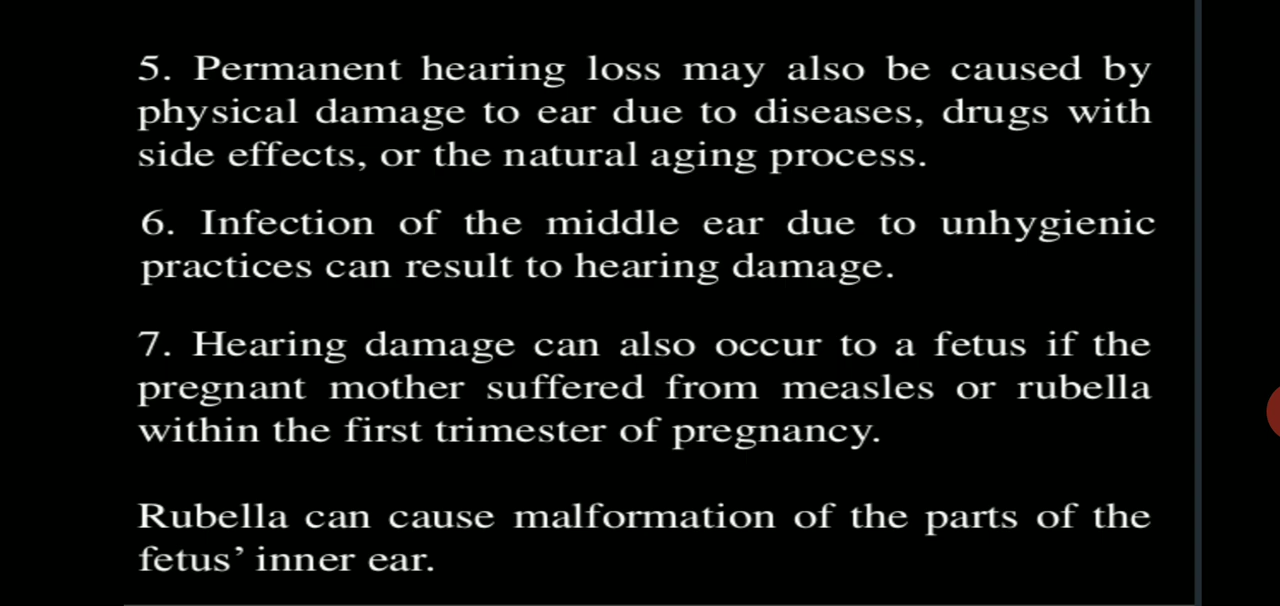 5. Permanent hearing loss may also be caused by
physical damage to ear due to diseases, drugs with
side effects, or the natural aging process.
6. Infection of the middle ear due to unhygienic
practices can result to hearing damage.
7. Hearing damage can also occur to a fetus if the
pregnant mother suffered from measles or rubella
within the first trimester of pregnancy.
Rubella can cause malformation of the parts of the
fetus’ inner ear.